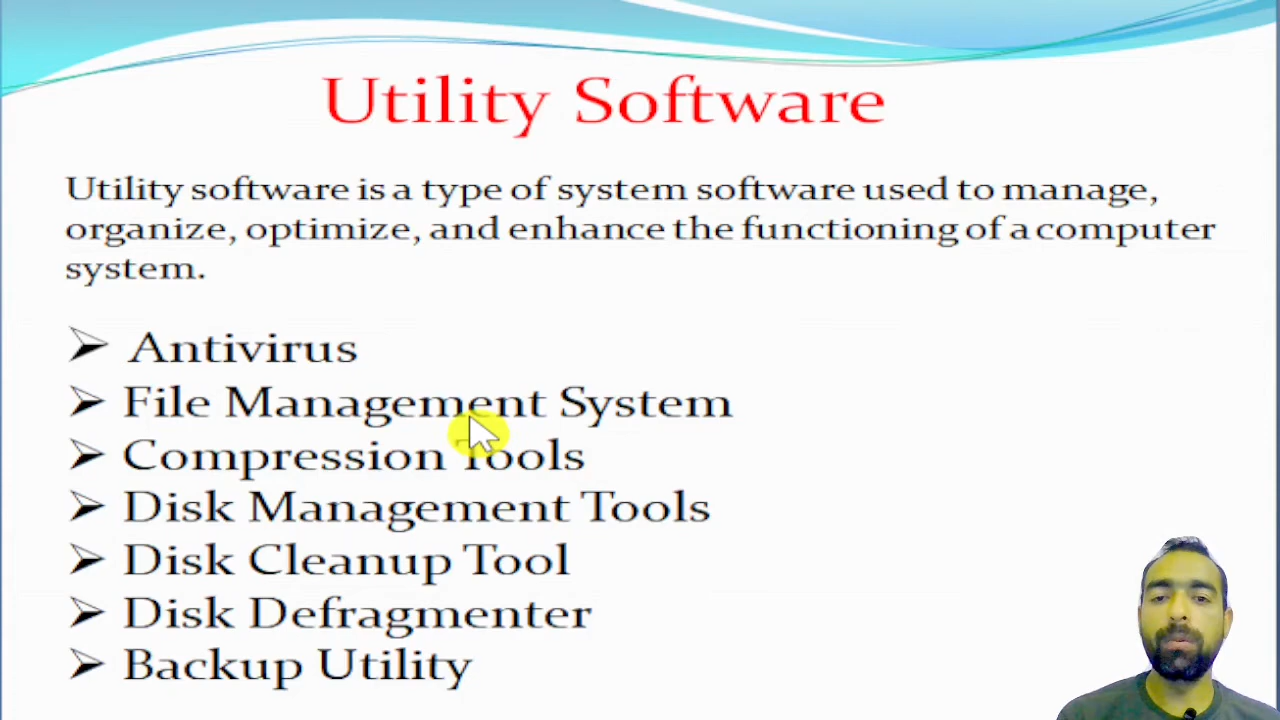 Utility Software
Utility software is a type of system software used to manage,
organize, optimize, and enhance the functioning of a computer
system.
Antivirus
File Management System
Compression Tools
Disk Management Tools
Disk Cleanup Tool
Disk Defragmenter
Backup Utility